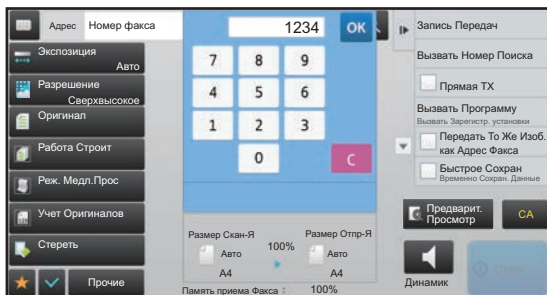 Адрес Номер факса
1234 OK
Экспозиция
Авто
Разрешение
Сверхвысокое
Оригинал
Работа Строит
Реж. Медл.Прос
Учет Оригиналов
Стереть
Прочие
7 8 9
4 5 6
1 2 3
0 C
Размер Скан-Я
Авто
A4
100%
Размер Отпр-Я
Авто
A4
Память приема Факса : 100%
Запись Передач
Вызвать Номер Поиска
Прямая TX
Вызвать Программу
Вызвать Зарегистр. установки
Передать То Же Изоб.
как Адрес Факса
Быстрое Сохран
Временно Сохран. Данные
Предварит.
Просмотр
CA
Динамик